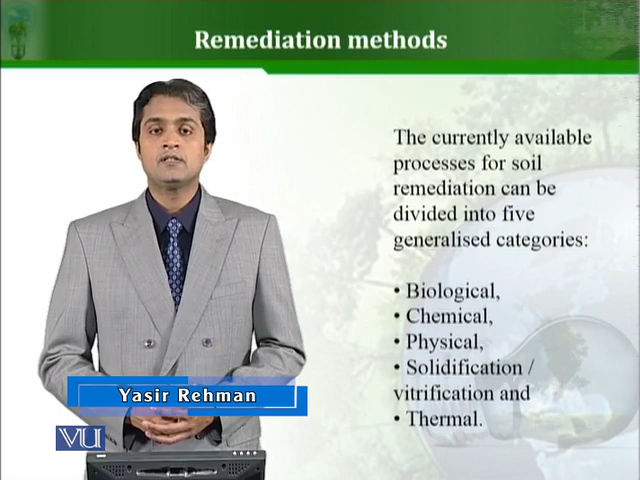 Remediation methods
The currently available
processes for soil
remediation can be
divided into five
generalised categories:
• Biological,
• Chemical,
• Physical,
• Solidification /
vitrification and
• Thermal.
Yasir Rehman
VU